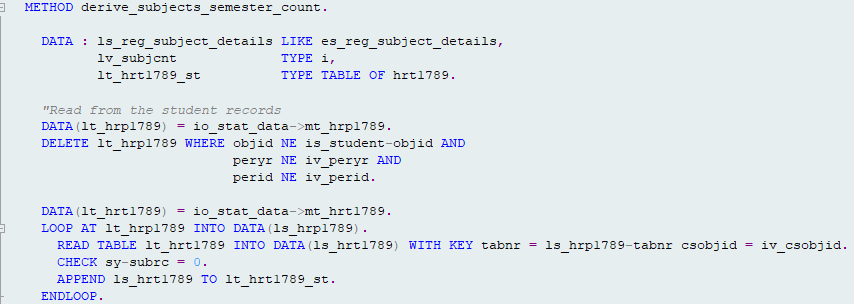 METHOD derive_subjects_semester_count.
DATA : ls_reg_subject_details LIKE es_reg_subject_details,
lv_subjcnt TYPE i,
lt_hrt1789_st TYPE TABLE OF hrt1789.
"Read from the student records
DATA(lt_hrp1789) = io_stat_data->mt_hrp1789.
DELETE lt_hrp1789 WHERE objid NE is_student-objid AND
peryr NE iv_peryr AND
perid NE iv_perid.
DATA(lt_hrt1789) = io_stat_data->mt_hrt1789.
LOOP AT lt_hrp1789 INTO DATA(ls_hrp1789).
READ TABLE lt_hrt1789 INTO DATA(ls_hrt1789) WITH KEY tabnr = ls_hrp1789-tabnr csobjid = iv_csobjid.
CHECK sy-subrc = 0.
APPEND ls_hrt1789 TO lt_hrt1789_st.
ENDLOOP.